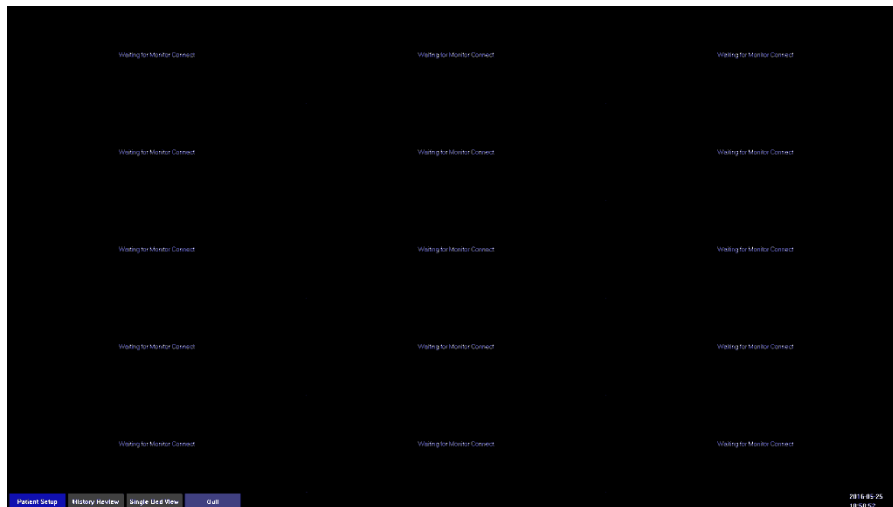 Waiting for Monitor Connect Waiting for Monitor Connect Waiting for Monitor Connect
Waiting for Monitor Connect Waiting for Monitor Connect Waiting for Monitor Connect
Waiting for Monitor Connect Waiting for Monitor Connect Waiting for Monitor Connect
Waiting for Monitor Connect Waiting for Monitor Connect Waiting for Monitor Connect
Waiting for Monitor Connect Waiting for Monitor Connect Waiting for Monitor Connect
Patient Setup History Review Single Bed View Quit 2016-05-25